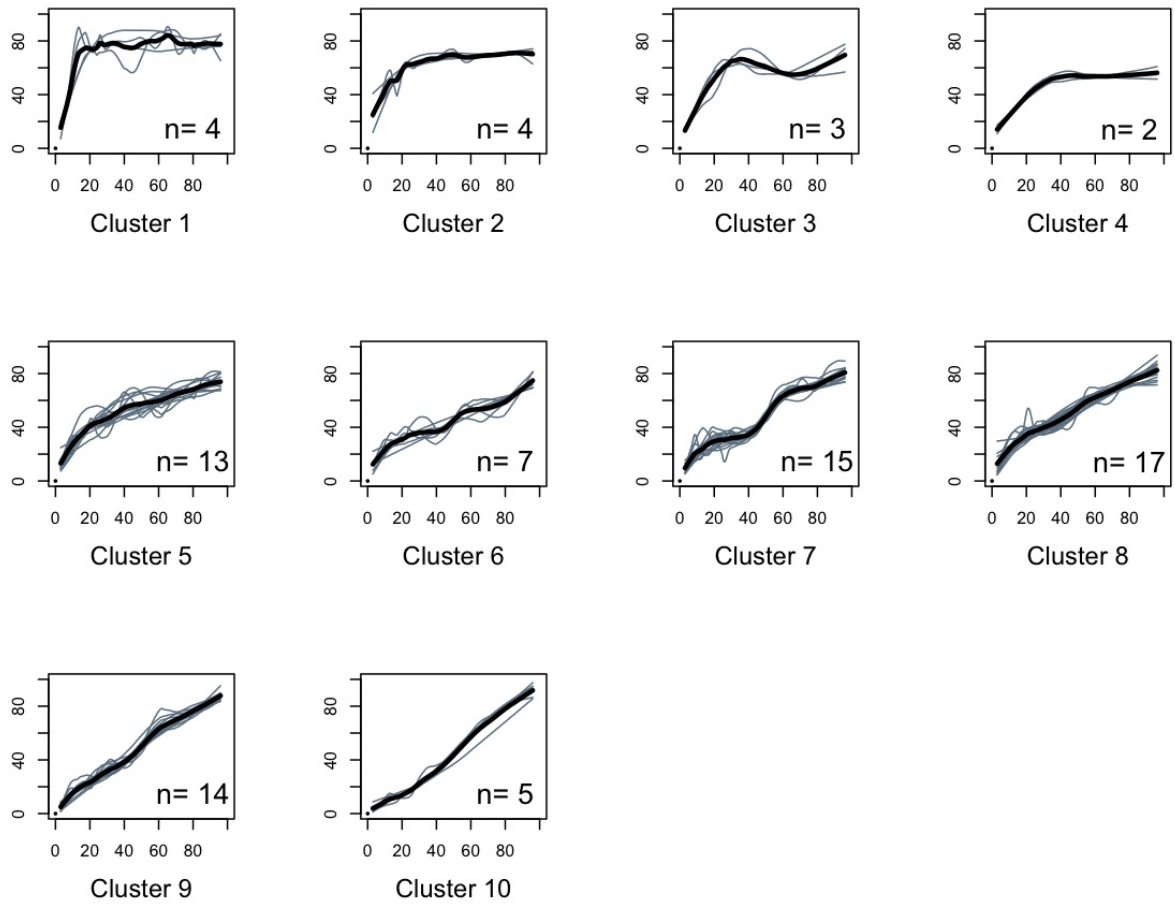 80
40
0
n= 4
0 20 40 60 80
Cluster 1
80
40
0
n= 4
0 20 40 60 80
Cluster 2
80
40
0
n= 3
0 20 40 60 80
Cluster 3
80
40
0
n= 2
0 20 40 60 80
Cluster 4
80
40
0
n= 13
0 20 40 60 80
Cluster 5
80
40
0
n= 7
0 20 40 60 80
Cluster 6
80
40
0
n= 15
0 20 40 60 80
Cluster 7
80
40
0
n= 17
0 20 40 60 80
Cluster 8
80
40
0
n= 14
0 20 40 60 80
Cluster 9
80
40
0
n= 5
0 20 40 60 80
Cluster 10